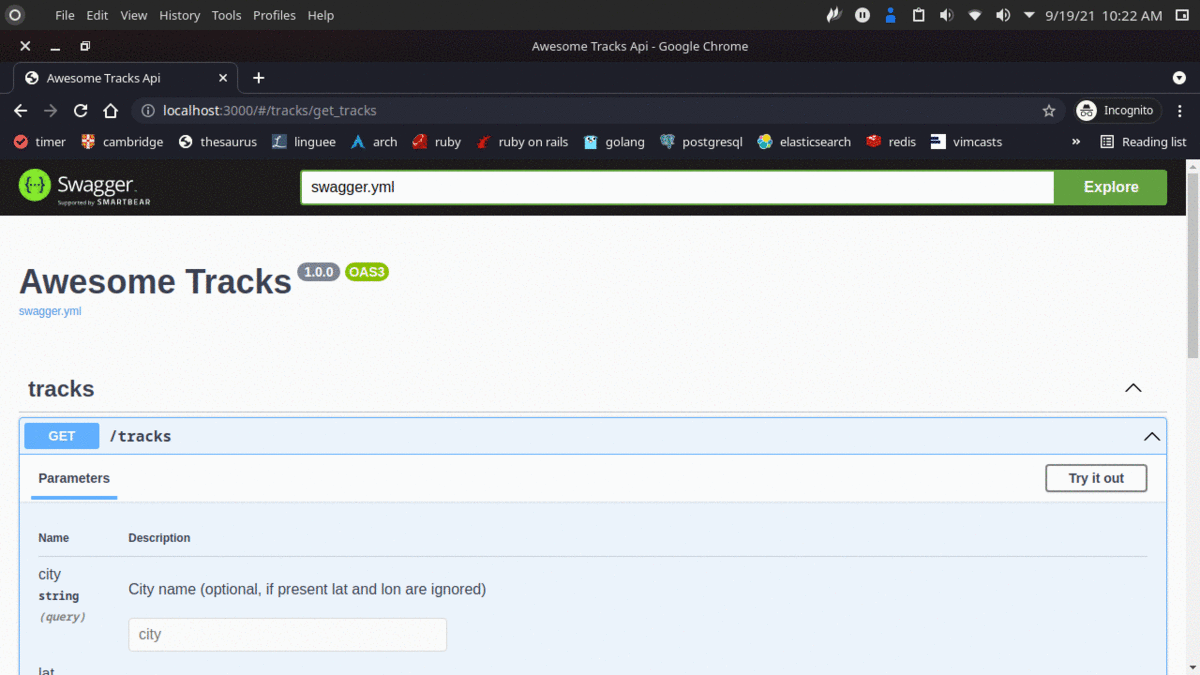 File Edit View History Tools Profiles Help 9/19/21 10:22 AM
Awesome Tracks Api - Google Chrome
Awesome Tracks Api
localhost:3000/#/tracks/get_tracks Incognito
timer cambridge thesaurus linguee arch ruby ruby on rails golang postgresql elasticsearch redis vimcasts » Reading list
Swagger. swagger.yml Explore
Supported by SMARTBEAR
Awesome Tracks 1.0.0 OAS3
swagger.yml
tracks
GET /tracks
Parameters Try it out
Name Description
city
string
(query)
City name (optional, if present lat and lon are ignored)
city
lat